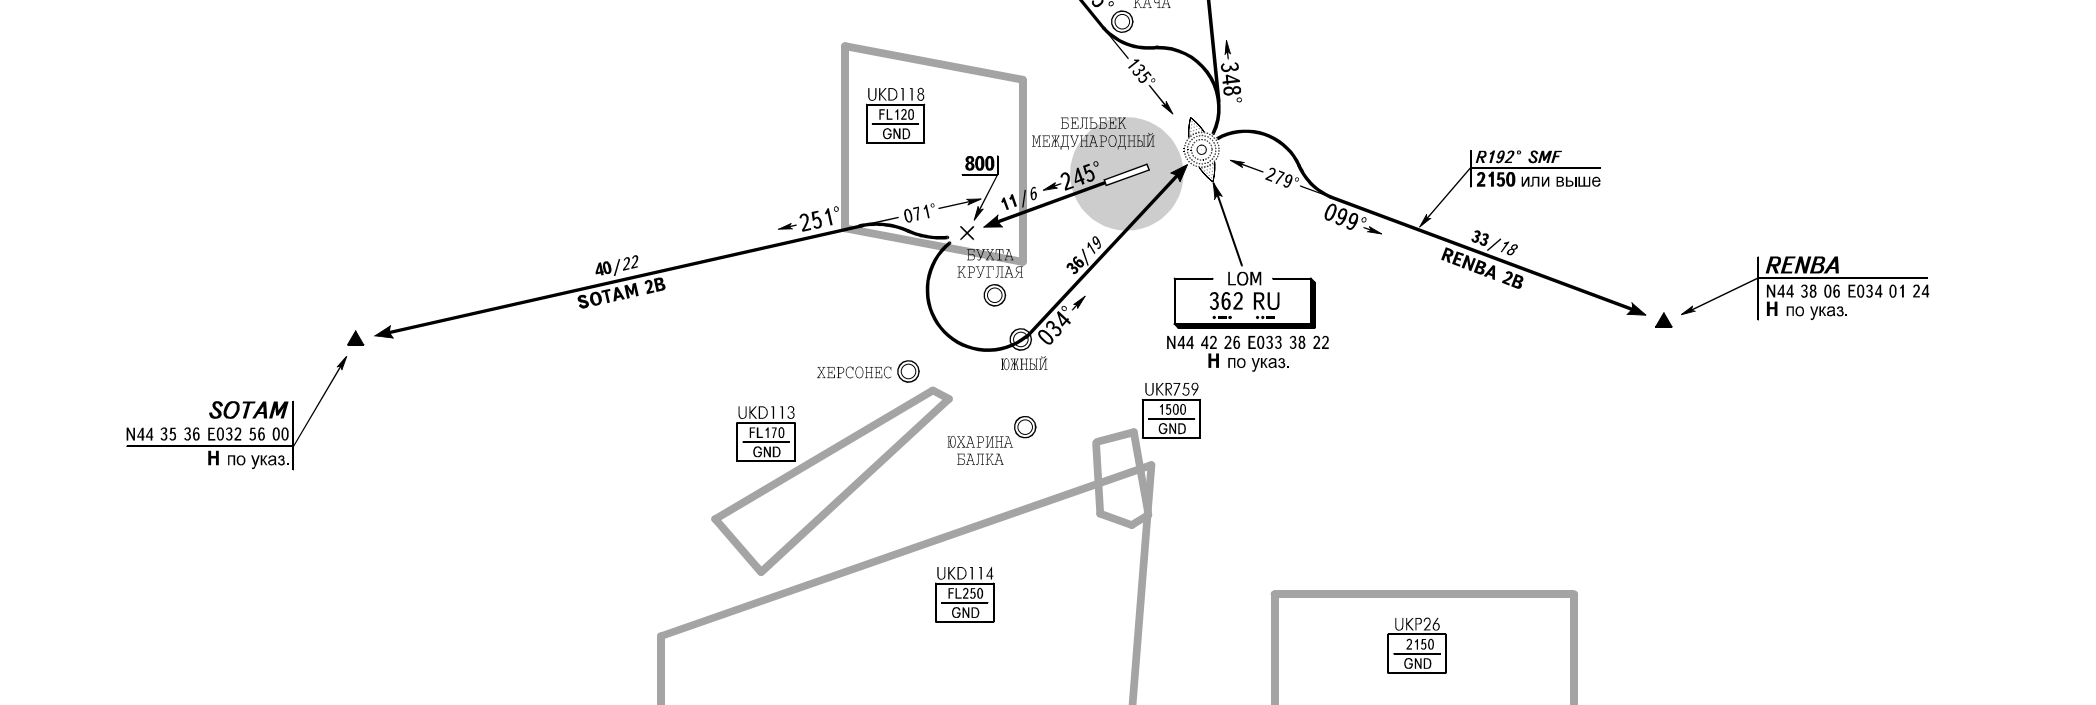 КАЧА
135°
348°
UKD118
FL120
GND
БЕЛЬБЕК
МЕЖДУНАРОДНЫЙ
800
245°
11/6
251°
071°
279°
099°
R192° SMF
2150 или выше
БУХТА
КРУГЛАЯ
36/19
034°
40/22
SOTAM 2B
33/18
RENBA 2B
RENBA
N44 38 06 E034 01 24
H по указ.
LOM
362 RU
N44 42 26 E033 38 22
H по указ.
ЮЖНЫЙ
ХЕРСОНЕС
SOTAM
N44 35 36 E032 56 00
H по указ.
UKD113
FL170
GND
UKR759
1500
GND
ЮХАРИНА
БАЛКА
UKD114
FL250
GND
UKP26
2150
GND